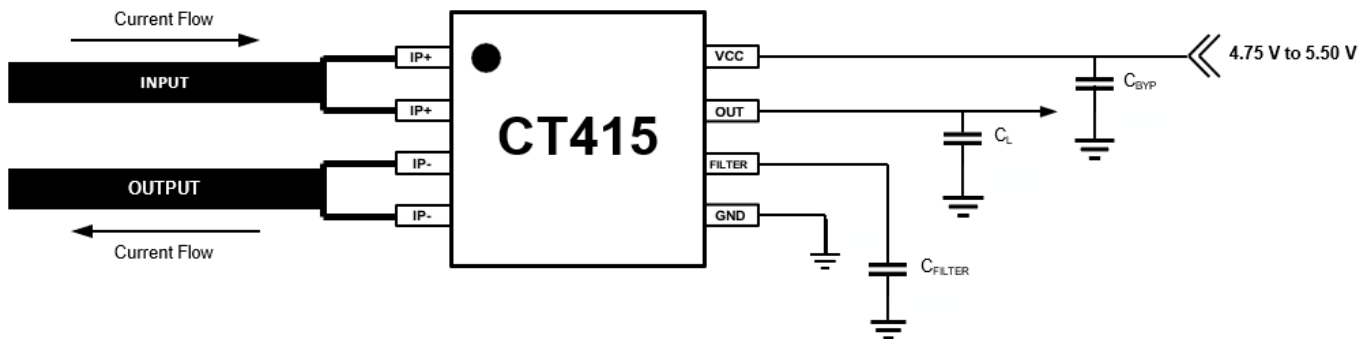 Current Flow
INPUT
OUTPUT
Current Flow
IP+
IP+
IP-
IP-
CT415
VCC
OUT
FILTER
GND
4.75 V to 5.50 V
CBYP
CL
CFILTER